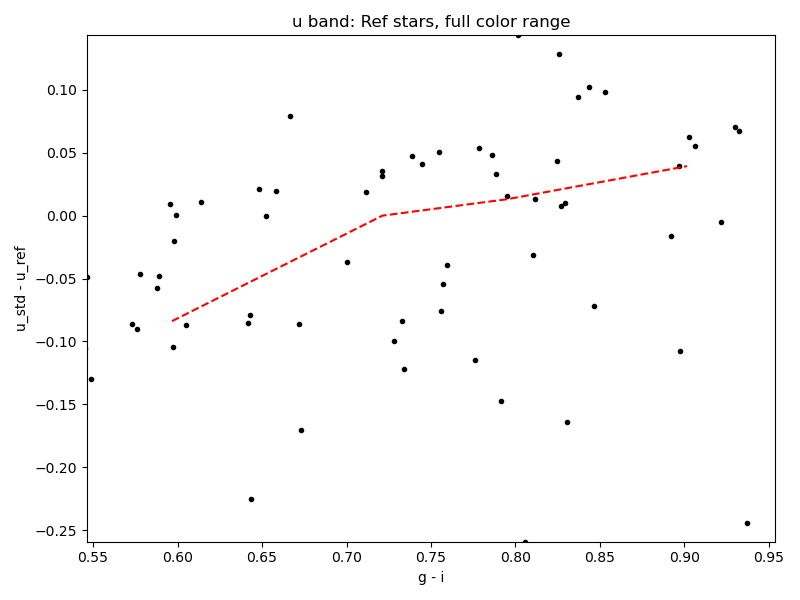 u band: Ref stars, full color range
0.10
0.05
0.00
−0.05
−0.10
−0.15
−0.20
−0.25
u_std - u_ref
0.55 0.60 0.65 0.70 0.75 0.80 0.85 0.90 0.95
g - i